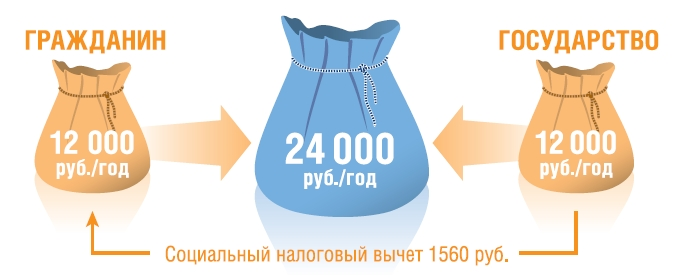 ГРАЖДАНИН
ГОСУДАРСТВО
12 000
руб./год
24 000
руб./год
12 000
руб./год
Социальный налоговый вычет 1560 руб.